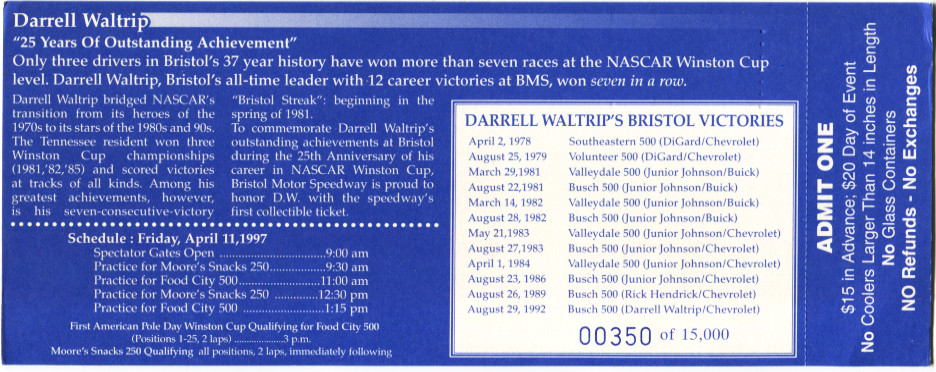 Darrell Waltrip
"25 Years Of Outstanding Achievement"
Only three drivers in Bristol's 37 year history have won more than seven races at the NASCAR Winston Cup
level. Darrell Waltrip, Bristol's all-time leader with 12 career victories at BMS, won seven in a row.
Darrell Waltrip bridged NASCAR's
transition from its heroes of the
1970s to its stars of the 1980s and 90s.
The Tennessee resident won three
Winston Cup championships
(1981,'82,'85) and scored victories
at tracks of all kinds. Among his
greatest achievements, however,
is his seven-consecutive-victory
"Bristol Streak": beginning in the
spring of 1981.
To commemorate Darrell Waltrip's
outstanding achievements at Bristol
during the 25th Anniversary of his
career in NASCAR Winston Cup,
Bristol Motor Speedway is proud to
honor D.W. with the speedway's
first collectible ticket.
Schedule : Friday, April 11,1997
Spectator Gates Open ..............................9:00 am
Practice for Moore's Snacks 250................9:30 am
Practice for Food City 500.......................11:00 am
Practice for Moore's Snacks 250 .............12:30 pm
Practice for Food City 500 .......................1:15 pm
First American Pole Day Winston Cup Qualifying for Food City 500
(Positions 1-25, 2 laps) ...................3 p.m.
Moore's Snacks 250 Qualifying all positions, 2 laps, immediately following
DARRELL WALTRIP'S BRISTOL VICTORIES
April 2, 1978 Southeastern 500 (DiGard/Chevrolet)
August 25, 1979 Volunteer 500 (DiGard/Chevrolet)
March 29,1981 Valleydale 500 (Junior Johnson/Buick)
August 22,1981 Busch 500 (Junior Johnson/Buick)
March 14, 1982 Valleydale 500 (Junior Johnson/Buick)
August 28, 1982 Busch 500 (Junior Johnson/Buick)
May 21,1983 Valleydale 500 (Junior Johnson/Chevrolet)
August 27,1983 Busch 500 (Junior Johnson/Chevrolet)
April 1, 1984 Valleydale 500 (Junior Johnson/Chevrolet)
August 23, 1986 Busch 500 (Junior Johnson/Chevrolet)
August 26, 1989 Busch 500 (Rick Hendrick/Chevrolet)
August 29, 1992 Busch 500 (Darrell Waltrip/Chevrolet)
00350 of 15,000
ADMIT ONE
$15 in Advance; $20 Day of Event
No Coolers Larger Than 14 inches in Length
No Glass Containers
NO Refunds - No Exchanges